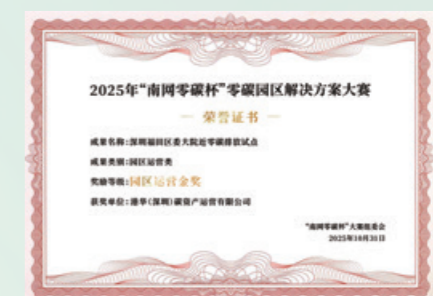 2025年“南网零碳杯”零碳园区解决方案大赛
— 荣誉证书 —
成果名称:深圳福田区委大院近零碳排放试点
成果类别:园区运营类
奖励等级:园区运营金奖
获奖单位:港华(深圳)碳资产运营有限公司
“南网零碳杯”大赛组委会
2025年10月31日